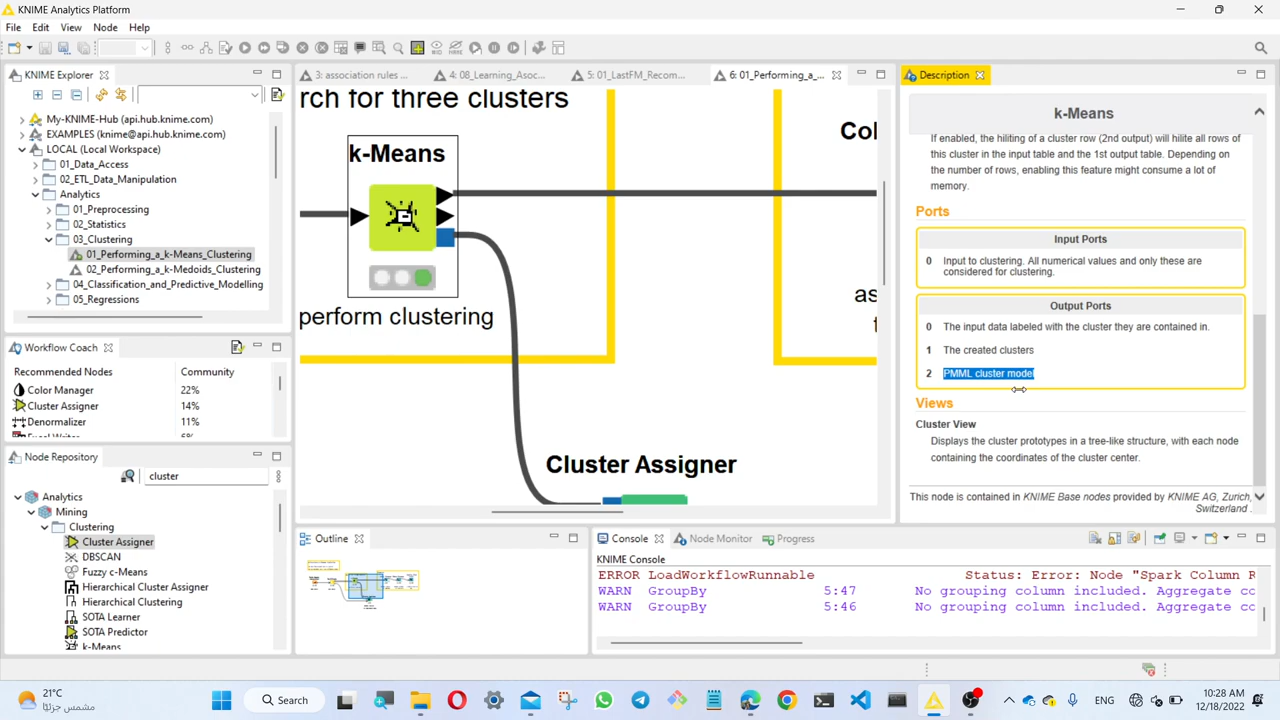 KNIME Analytics Platform
File Edit View Node Help
KNIME Explorer
My-KNIME-Hub (api.hub.knime.com)
EXAMPLES (knime@api.hub.knime.com)
LOCAL (Local Workspace)
01_Data_Access
02_ETL_Data_Manipulation
Analytics
01_Preprocessing
02_Statistics
03_Clustering
01_Performing_a_k-Means_Clustering
02_Performing_a_k-Medoids_Clustering
04_Classification_and_Predictive_Modelling
05_Regressions
Workflow Coach
Recommended Nodes Community
Color Manager 22%
Cluster Assigner 14%
Denormalizer 11%
Node Repository
cluster
Analytics
Mining
Clustering
Cluster Assigner
DBSCAN
Fuzzy c-Means
Hierarchical Cluster Assigner
Hierarchical Clustering
SOTA Learner
SOTA Predictor
k-Means
3: association rules ...
4: 08_Learning_Asoc...
5: 01_LastFM_Recom...
6: 01_Performing_a_...
rch for three clusters
k-Means
perform clustering
Col
as
Cluster Assigner
Outline
Description
k-Means
If enabled, the hiliting of a cluster row (2nd output) will hilite all rows of
this cluster in the input table and the 1st output table. Depending on
the number of rows, enabling this feature might consume a lot of
memory.
Ports
Input Ports
0 Input to clustering. All numerical values and only these are
considered for clustering.
Output Ports
0 The input data labeled with the cluster they are contained in.
1 The created clusters
2 PMML cluster model
Views
Cluster View
Displays the cluster prototypes in a tree-like structure, with each node
containing the coordinates of the cluster center.
This node is contained in KNIME Base nodes provided by KNIME AG, Zurich,
Switzerland .
Console Node Monitor Progress
KNIME Console
ERROR LoadWorkflowRunnable Status: Error: Node "Spark Column R
WARN GroupBy 5:47 No grouping column included. Aggregate co
WARN GroupBy 5:46 No grouping column included. Aggregate co
21°C
مشمس جزئيًا
Search
ENG
10:28 AM
12/18/2022